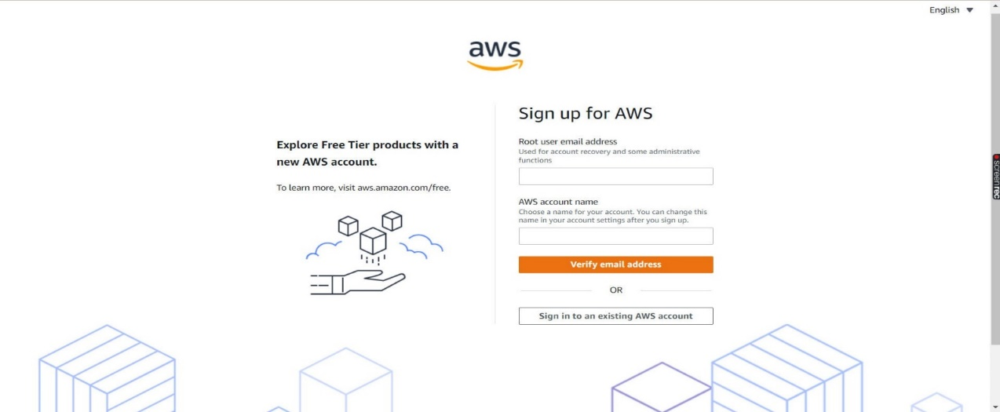 English
aws
Sign up for AWS
Explore Free Tier products with a
new AWS account.
To learn more, visit aws.amazon.com/free.
Root user email address
Used for account recovery and some administrative
functions
AWS account name
Choose a name for your account. You can change this
name in your account settings after you sign up.
Verify email address
OR
Sign in to an existing AWS account
screenrec